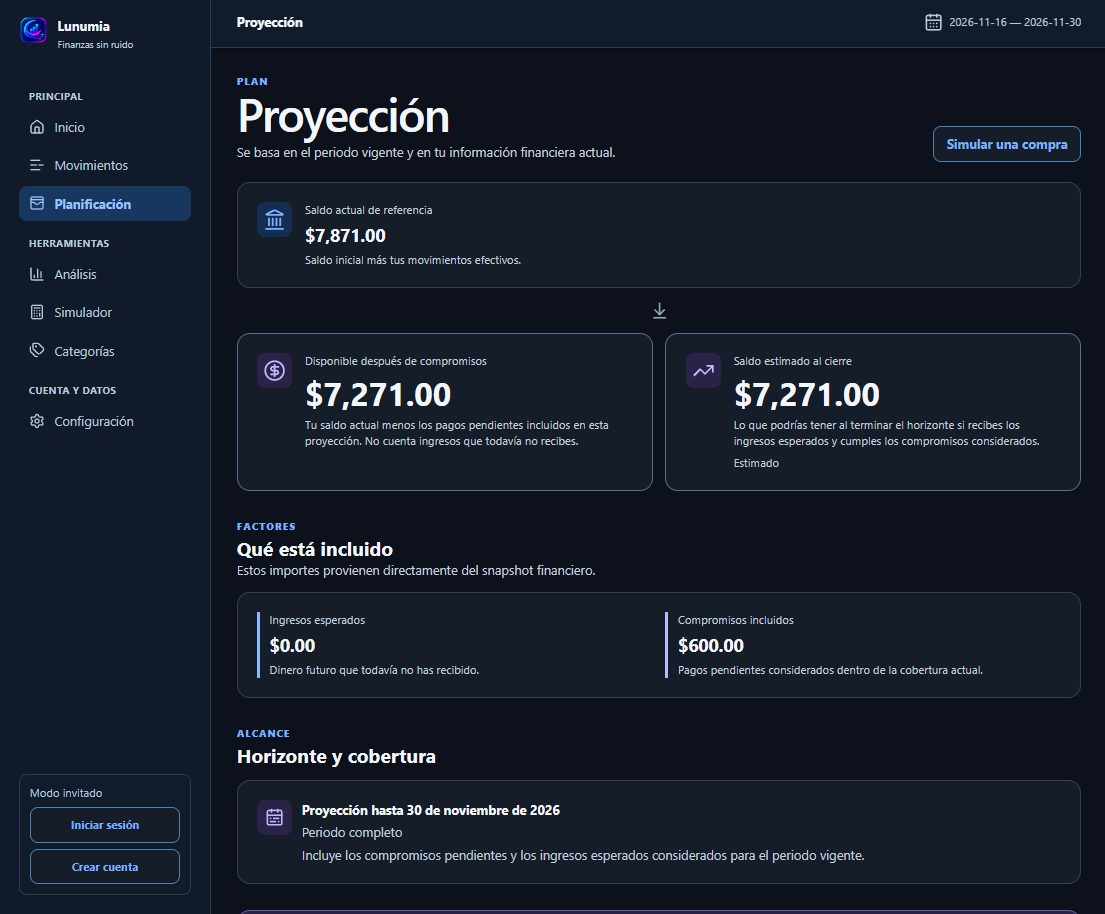 Lunumia
Finanzas sin ruido
PRINCIPAL
Inicio
Movimientos
Planificación
HERRAMIENTAS
Análisis
Simulador
Categorías
CUENTA Y DATOS
Configuración
Modo invitado
Iniciar sesión
Crear cuenta
Proyección
2026-11-16 — 2026-11-30
PLAN
Proyección
Se basa en el periodo vigente y en tu información financiera actual.
Simular una compra
Saldo actual de referencia
$7,871.00
Saldo inicial más tus movimientos efectivos.
Disponible después de compromisos
$7,271.00
Tu saldo actual menos los pagos pendientes incluidos en esta
proyección. No cuenta ingresos que todavía no recibes.
Saldo estimado al cierre
$7,271.00
Lo que podrías tener al terminar el horizonte si recibes los
ingresos esperados y cumples los compromisos considerados.
Estimado
FACTORES
Qué está incluido
Estos importes provienen directamente del snapshot financiero.
Ingresos esperados
$0.00
Dinero futuro que todavía no has recibido.
Compromisos incluidos
$600.00
Pagos pendientes considerados dentro de la cobertura actual.
ALCANCE
Horizonte y cobertura
Proyección hasta 30 de noviembre de 2026
Periodo completo
Incluye los compromisos pendientes y los ingresos esperados considerados para el periodo vigente.